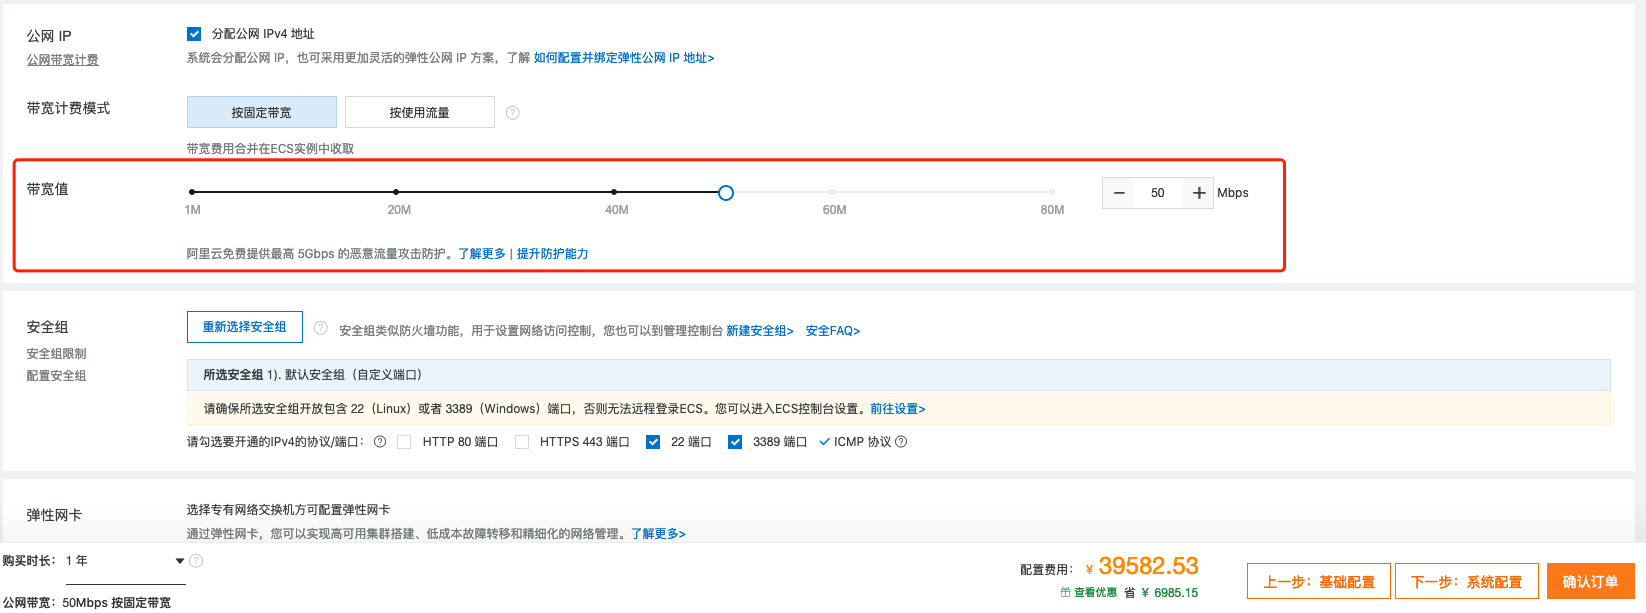 公网 IP
公网带宽计费
分配公网 IPv4 地址
系统会分配公网 IP，也可采用更加灵活的弹性公网 IP 方案，了解 如何配置并绑定弹性公网 IP 地址>
带宽计费模式
按固定带宽 按使用流量 ?
带宽费用合并在ECS实例中收取
带宽值
1M 20M 40M 60M 80M
− 50 + Mbps
阿里云免费提供最高 5Gbps 的恶意流量攻击防护。了解更多 | 提升防护能力
安全组
安全组限制
配置安全组
重新选择安全组 ? 安全组类似防火墙功能，用于设置网络访问控制，您也可以到管理控制台 新建安全组> 安全FAQ>
所选安全组 1). 默认安全组（自定义端口）
请确保所选安全组开放包含 22（Linux）或者 3389（Windows）端口，否则无法远程登录ECS。您可以进入ECS控制台设置。前往设置>
请勾选要开通的IPv4的协议/端口： ? HTTP 80 端口 HTTPS 443 端口 22 端口 3389 端口 ICMP 协议 ?
弹性网卡
选择专有网络交换机方可配置弹性网卡
通过弹性网卡，您可以实现高可用集群搭建、低成本故障转移和精细化的网络管理。了解更多>
购买时长： 1 年 ?
公网带宽：50Mbps 按固定带宽
配置费用： ¥ 39582.53
查看优惠 省 ¥ 6985.15
上一步：基础配置
下一步：系统配置
确认订单